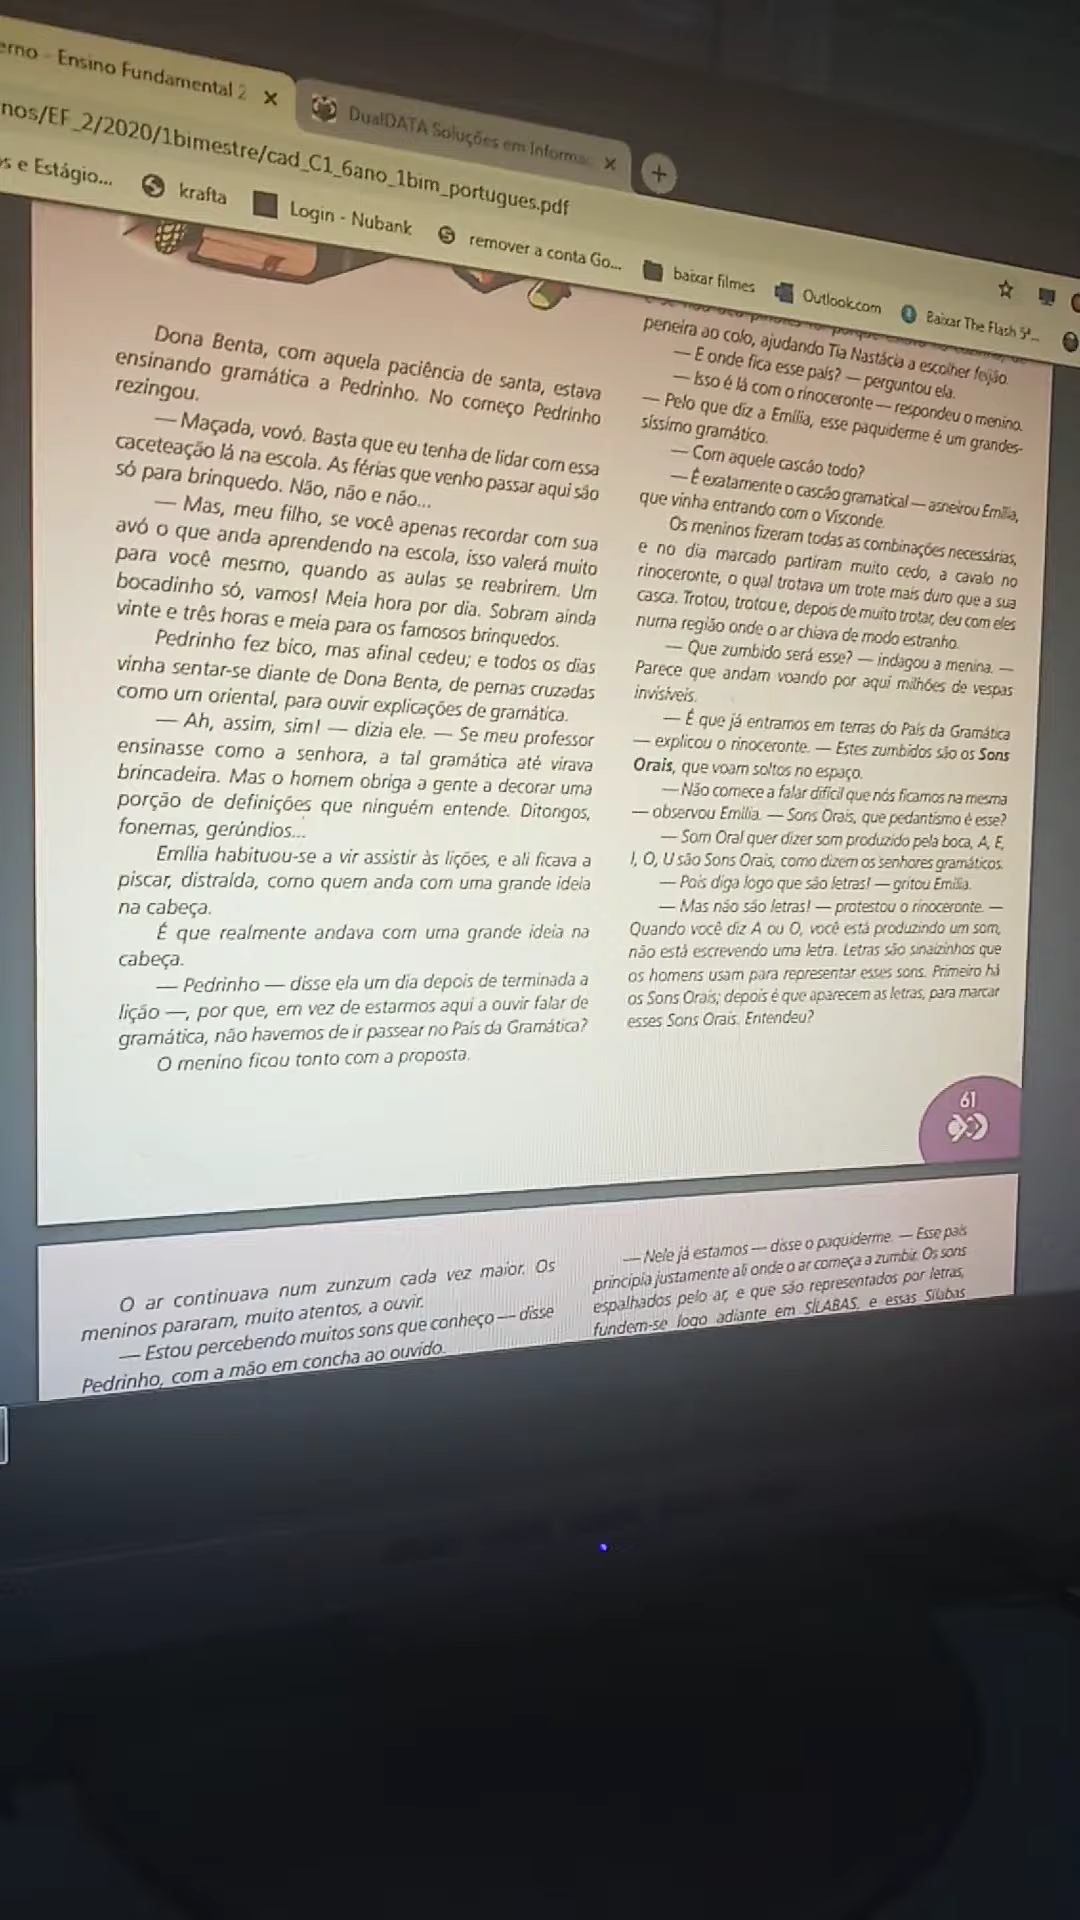 erno - Ensino Fundamental 2
DualDATA Soluções em Informac
nos/EF_2/2020/1bimestre/cad_C1_6ano_1bim_portugues.pdf
s e Estágio...
krafta
Login - Nubank
remover a conta Go...
baixar filmes
Outlook.com
Baixar The Flash 5ª...
Dona Benta, com aquela paciência de santa, estava
ensinando gramática a Pedrinho. No começo Pedrinho
rezingou.
— Maçada, vovó. Basta que eu tenha de lidar com essa
caceteação lá na escola. As férias que venho passar aqui são
só para brinquedo. Não, não e não...
— Mas, meu filho, se você apenas recordar com sua
avó o que anda aprendendo na escola, isso valerá muito
para você mesmo, quando as aulas se reabrirem. Um
bocadinho só, vamos! Meia hora por dia. Sobram ainda
vinte e três horas e meia para os famosos brinquedos.
Pedrinho fez bico, mas afinal cedeu; e todos os dias
vinha sentar-se diante de Dona Benta, de pernas cruzadas
como um oriental, para ouvir explicações de gramática.
— Ah, assim, sim! — dizia ele. — Se meu professor
ensinasse como a senhora, a tal gramática até virava
brincadeira. Mas o homem obriga a gente a decorar uma
porção de definições que ninguém entende. Ditongos,
fonemas, gerúndios...
Emília habituou-se a vir assistir às lições, e ali ficava a
piscar, distraída, como quem anda com uma grande ideia
na cabeça.
É que realmente andava com uma grande ideia na
cabeça.
— Pedrinho — disse ela um dia depois de terminada a
lição —, por que, em vez de estarmos aqui a ouvir falar de
gramática, não havemos de ir passear no País da Gramática?
O menino ficou tonto com a proposta.
peneira ao colo, ajudando Tia Nastácia a escolher feijão.
— E onde fica esse país? — perguntou ela.
— Isso é lá com o rinoceronte — respondeu o menino.
— Pelo que diz a Emília, esse paquiderme é um grandes-
síssimo gramático.
— Com aquele cascão todo?
— É exatamente o cascão gramatical — asneirou Emília,
que vinha entrando com o Visconde.
Os meninos fizeram todas as combinações necessárias,
e no dia marcado partiram muito cedo, a cavalo no
rinoceronte, o qual trotava um trote mais duro que a sua
casca. Trotou, trotou e, depois de muito trotar, deu com eles
numa região onde o ar chiava de modo estranho.
— Que zumbido será esse? — indagou a menina. —
Parece que andam voando por aqui milhões de vespas
invisíveis.
— É que já entramos em terras do País da Gramática
— explicou o rinoceronte. — Estes zumbidos são os Sons
Orais, que voam soltos no espaço.
— Não comece a falar difícil que nós ficamos na mesma
— observou Emília. — Sons Orais, que pedantismo é esse?
— Som Oral quer dizer som produzido pela boca, A, E,
I, O, U são Sons Orais, como dizem os senhores gramáticos.
— Pois diga logo que são letras! — gritou Emília.
— Mas não são letras! — protestou o rinoceronte. —
Quando você diz A ou O, você está produzindo um som,
não está escrevendo uma letra. Letras são sinaizinhos que
os homens usam para representar esses sons. Primeiro há
os Sons Orais; depois é que aparecem as letras, para marcar
esses Sons Orais. Entendeu?
61
O ar continuava num zunzum cada vez maior. Os
meninos pararam, muito atentos, a ouvir.
— Estou percebendo muitos sons que conheço — disse
Pedrinho, com a mão em concha ao ouvido.
— Nele já estamos — disse o paquiderme. — Esse país
principia justamente ali onde o ar começa a zumbir. Os sons
espalhados pelo ar, e que são representados por letras,
fundem-se logo adiante em SÍLABAS, e essas Sílabas